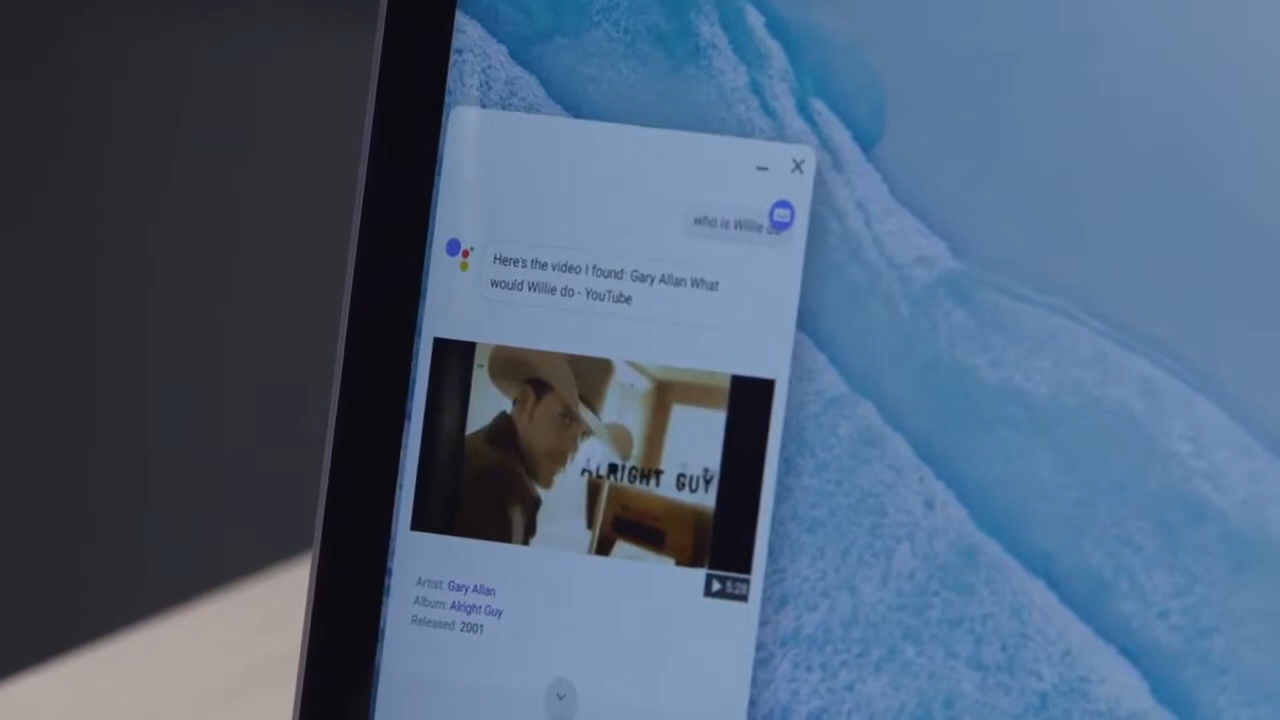 who is Willie
Here's the video I found: Gary Allan What
would Willie do - YouTube
ALRIGHT GUY
5:28
Artist: Gary Allan
Album: Alright Guy
Released: 2001